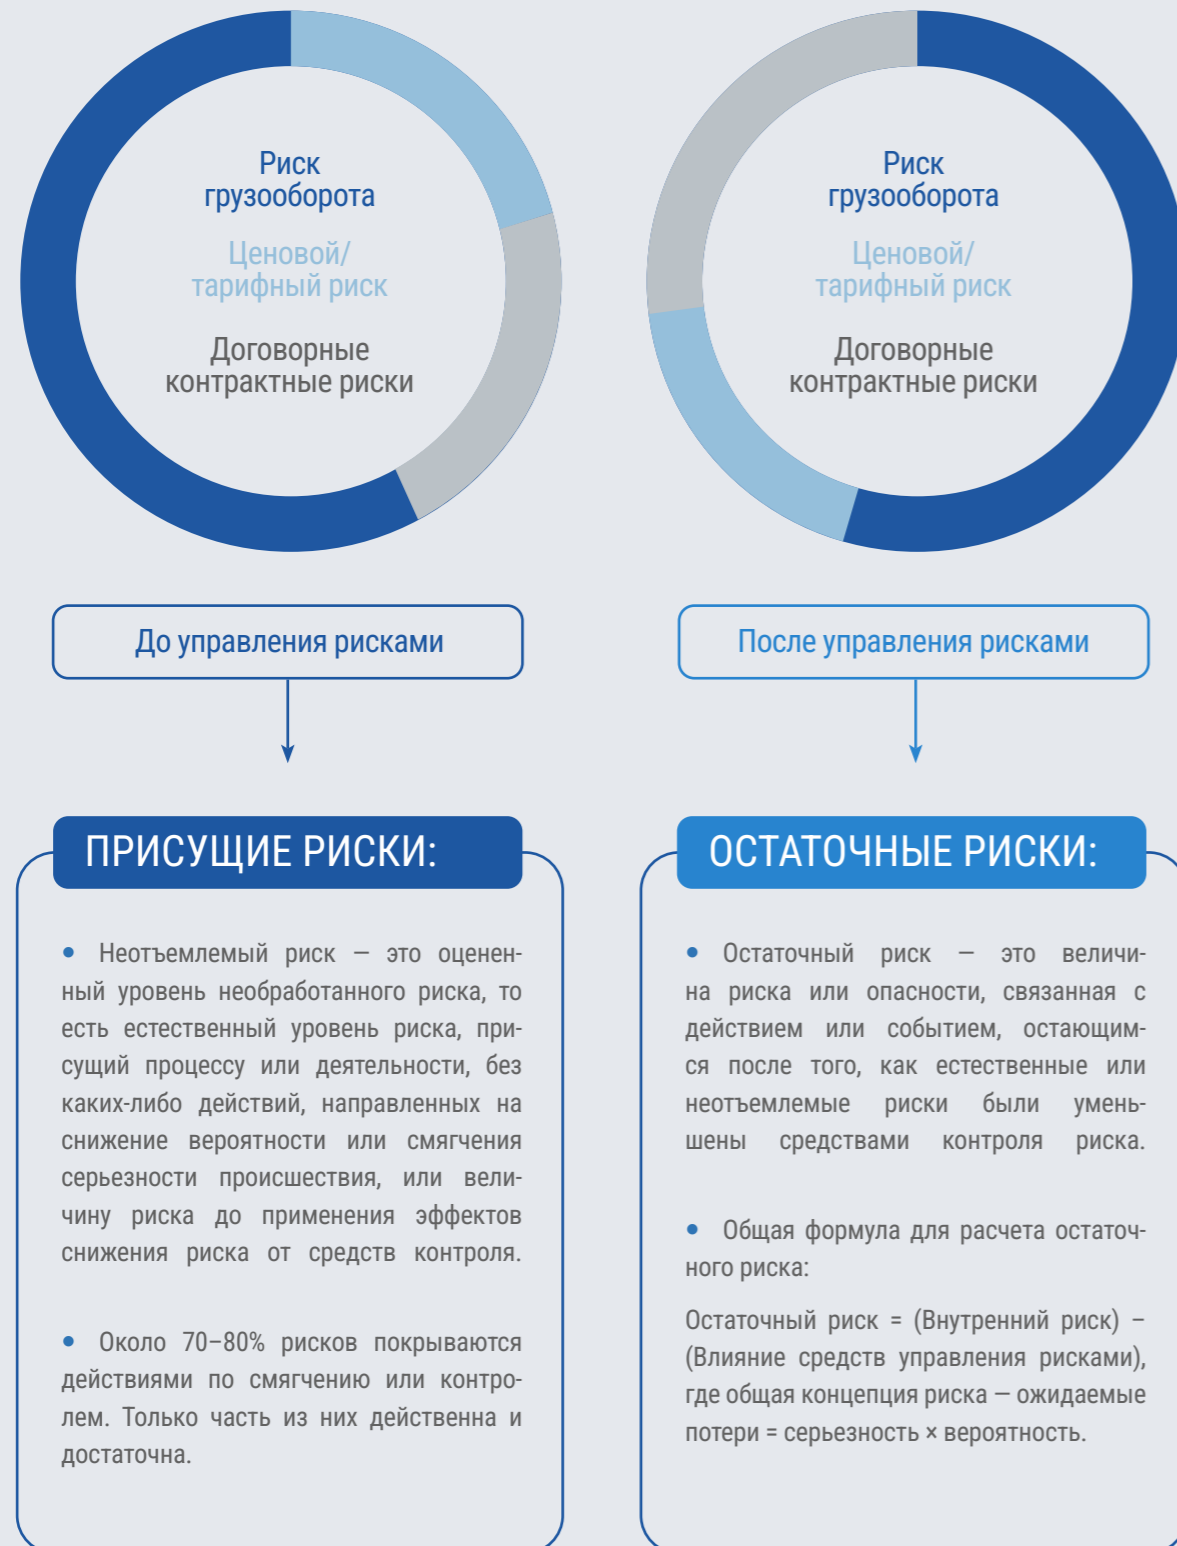 Риск
грузооборота
Ценовой/
тарифный риск
Договорные
контрактные риски
До управления рисками
ПРИСУЩИЕ РИСКИ:
• Неотъемлемый риск — это оценен-
ный уровень необработанного риска, то
есть естественный уровень риска, при-
сущий процессу или деятельности, без
каких-либо действий, направленных на
снижение вероятности или смягчения
серьезности происшествия, или вели-
чину риска до применения эффектов
снижения риска от средств контроля.
• Около 70–80% рисков покрываются
действиями по смягчению или контро-
лем. Только часть из них действенна и
достаточна.
Риск
грузооборота
Ценовой/
тарифный риск
Договорные
контрактные риски
После управления рисками
ОСТАТОЧНЫЕ РИСКИ:
• Остаточный риск — это величи-
на риска или опасности, связанная с
действием или событием, остающим-
ся после того, как естественные или
неотъемлемые риски были умень-
шены средствами контроля риска.
• Общая формула для расчета остаточ-
ного риска:
Остаточный риск = (Внутренний риск) –
(Влияние средств управления рисками),
где общая концепция риска — ожидаемые
потери = серьезность × вероятность.